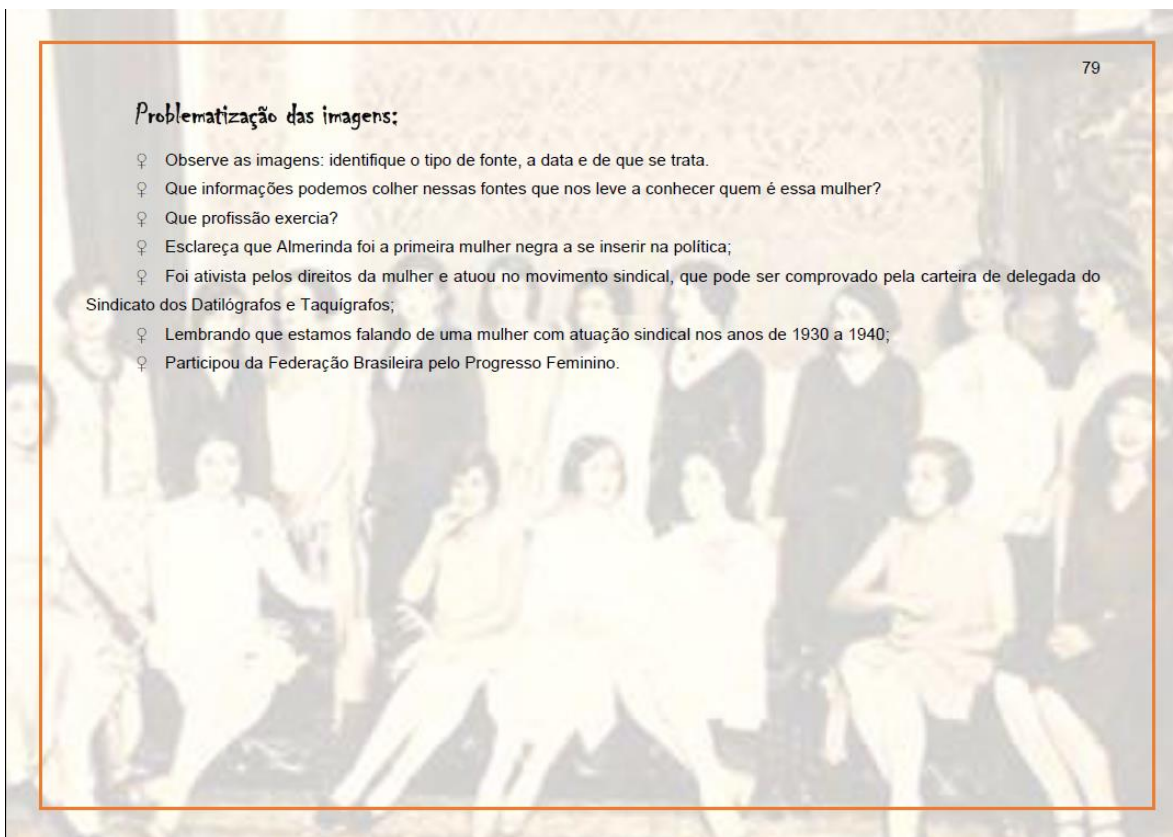 79
Problematização das imagens:
♀ Observe as imagens: identifique o tipo de fonte, a data e de que se trata.
♀ Que informações podemos colher nessas fontes que nos leve a conhecer quem é essa mulher?
♀ Que profissão exercia?
♀ Esclareça que Almerinda foi a primeira mulher negra a se inserir na política;
♀ Foi ativista pelos direitos da mulher e atuou no movimento sindical, que pode ser comprovado pela carteira de delegada do
Sindicato dos Datilógrafos e Taquígrafos;
♀ Lembrando que estamos falando de uma mulher com atuação sindical nos anos de 1930 a 1940;
♀ Participou da Federação Brasileira pelo Progresso Feminino.